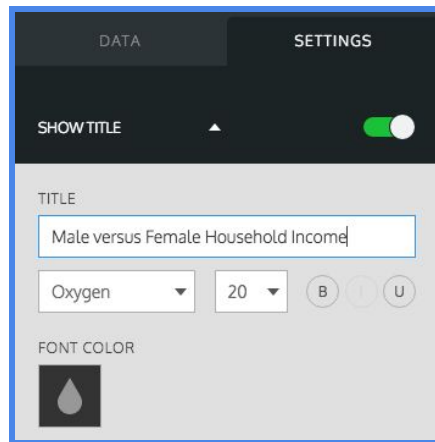 DATA SETTINGS
SHOW TITLE
TITLE
Male versus Female Household Income
Oxygen 20 B I U
FONT COLOR